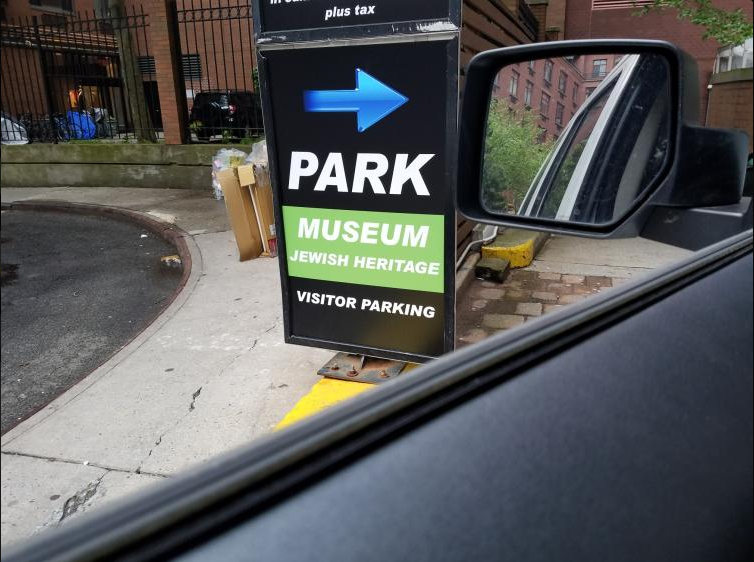 plus tax
PARK
MUSEUM
JEWISH HERITAGE
VISITOR PARKING